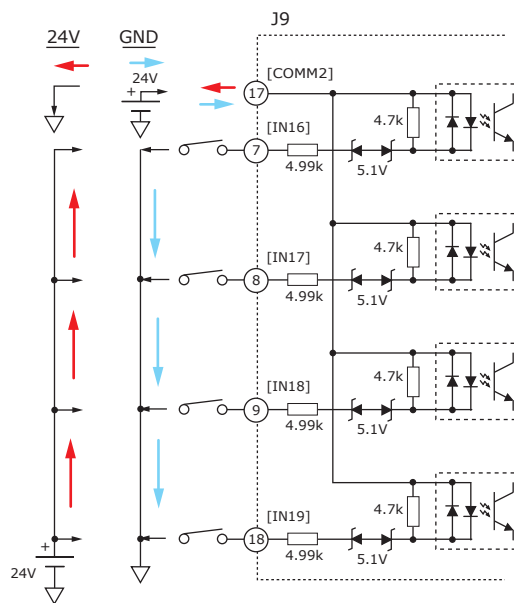 J9
24V GND
24V
+
[COMM2]
17
4.7k
[IN16]
7
4.99k
5.1V
[IN17]
4.7k
8
4.99k
5.1V
[IN18]
4.7k
9
4.99k
5.1V
[IN19]
4.7k
18
4.99k
5.1V
+
24V